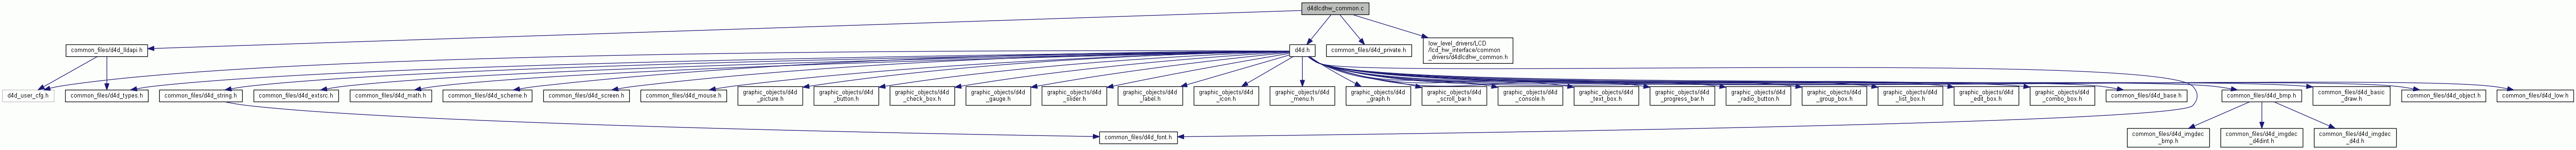 d4dlcdhw_common.c
common_files/d4d_lldapi.h
d4d.h
common_files/d4d_private.h
low_level_drivers/LCD
/lcd_hw_interface/common
_drivers/d4dlcdhw_common.h
d4d_user_cfg.h
common_files/d4d_types.h
common_files/d4d_string.h
common_files/d4d_extsrc.h
common_files/d4d_math.h
common_files/d4d_scheme.h
common_files/d4d_screen.h
common_files/d4d_mouse.h
graphic_objects/d4d
_picture.h
graphic_objects/d4d
_button.h
graphic_objects/d4d
_check_box.h
graphic_objects/d4d
_gauge.h
graphic_objects/d4d
_slider.h
graphic_objects/d4d
_label.h
graphic_objects/d4d
_icon.h
graphic_objects/d4d
_menu.h
graphic_objects/d4d
_graph.h
graphic_objects/d4d
_scroll_bar.h
graphic_objects/d4d
_console.h
graphic_objects/d4d
_text_box.h
graphic_objects/d4d
_progress_bar.h
graphic_objects/d4d
_radio_button.h
graphic_objects/d4d
_group_box.h
graphic_objects/d4d
_list_box.h
graphic_objects/d4d
_edit_box.h
graphic_objects/d4d
_combo_box.h
common_files/d4d_base.h
common_files/d4d_bmp.h
common_files/d4d_basic
_draw.h
common_files/d4d_object.h
common_files/d4d_low.h
common_files/d4d_font.h
common_files/d4d_imgdec
_bmp.h
common_files/d4d_imgdec
_d4dint.h
common_files/d4d_imgdec
_d4d.h